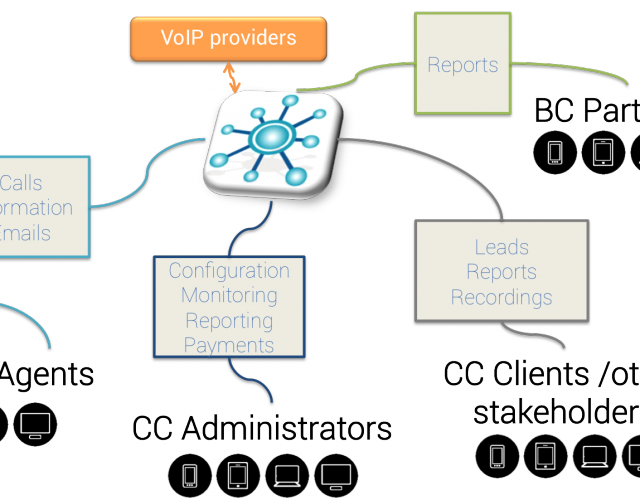 VoIP providers
Reports
BC Part
Calls
ormation
Emails
Configuration
Monitoring
Reporting
Payments
Leads
Reports
Recordings
Agents
CC Administrators
CC Clients /ot
stakeholder